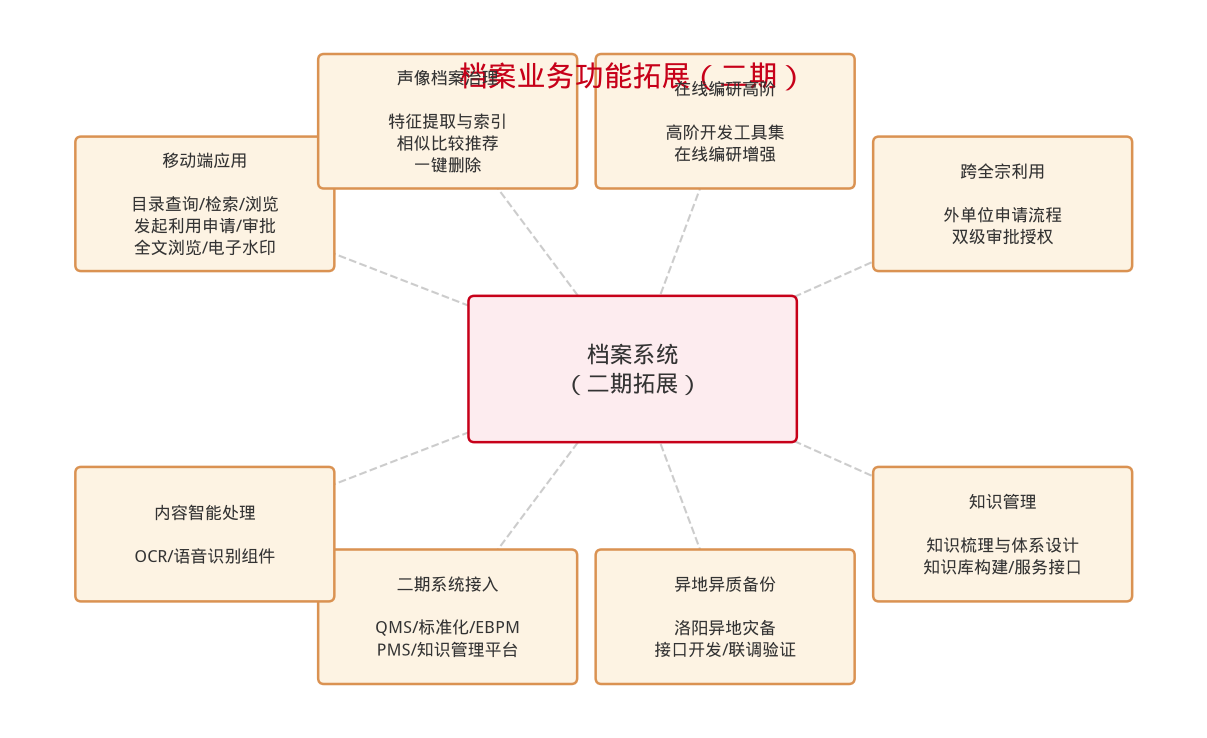 档案业务功能拓展（二期）
声像档案治理
特征提取与索引
相似比较推荐
一键删除
在线编研高阶
高阶开发工具集
在线编研增强
移动端应用
目录查询/检索/浏览
发起利用申请/审批
全文浏览/电子水印
跨全宗利用
外单位申请流程
双级审批授权
档案系统
（二期拓展）
内容智能处理
OCR/语音识别组件
二期系统接入
QMS/标准化/EBPM
PMS/知识管理平台
异地异质备份
洛阳异地灾备
接口开发/联调验证
知识管理
知识梳理与体系设计
知识库构建/服务接口